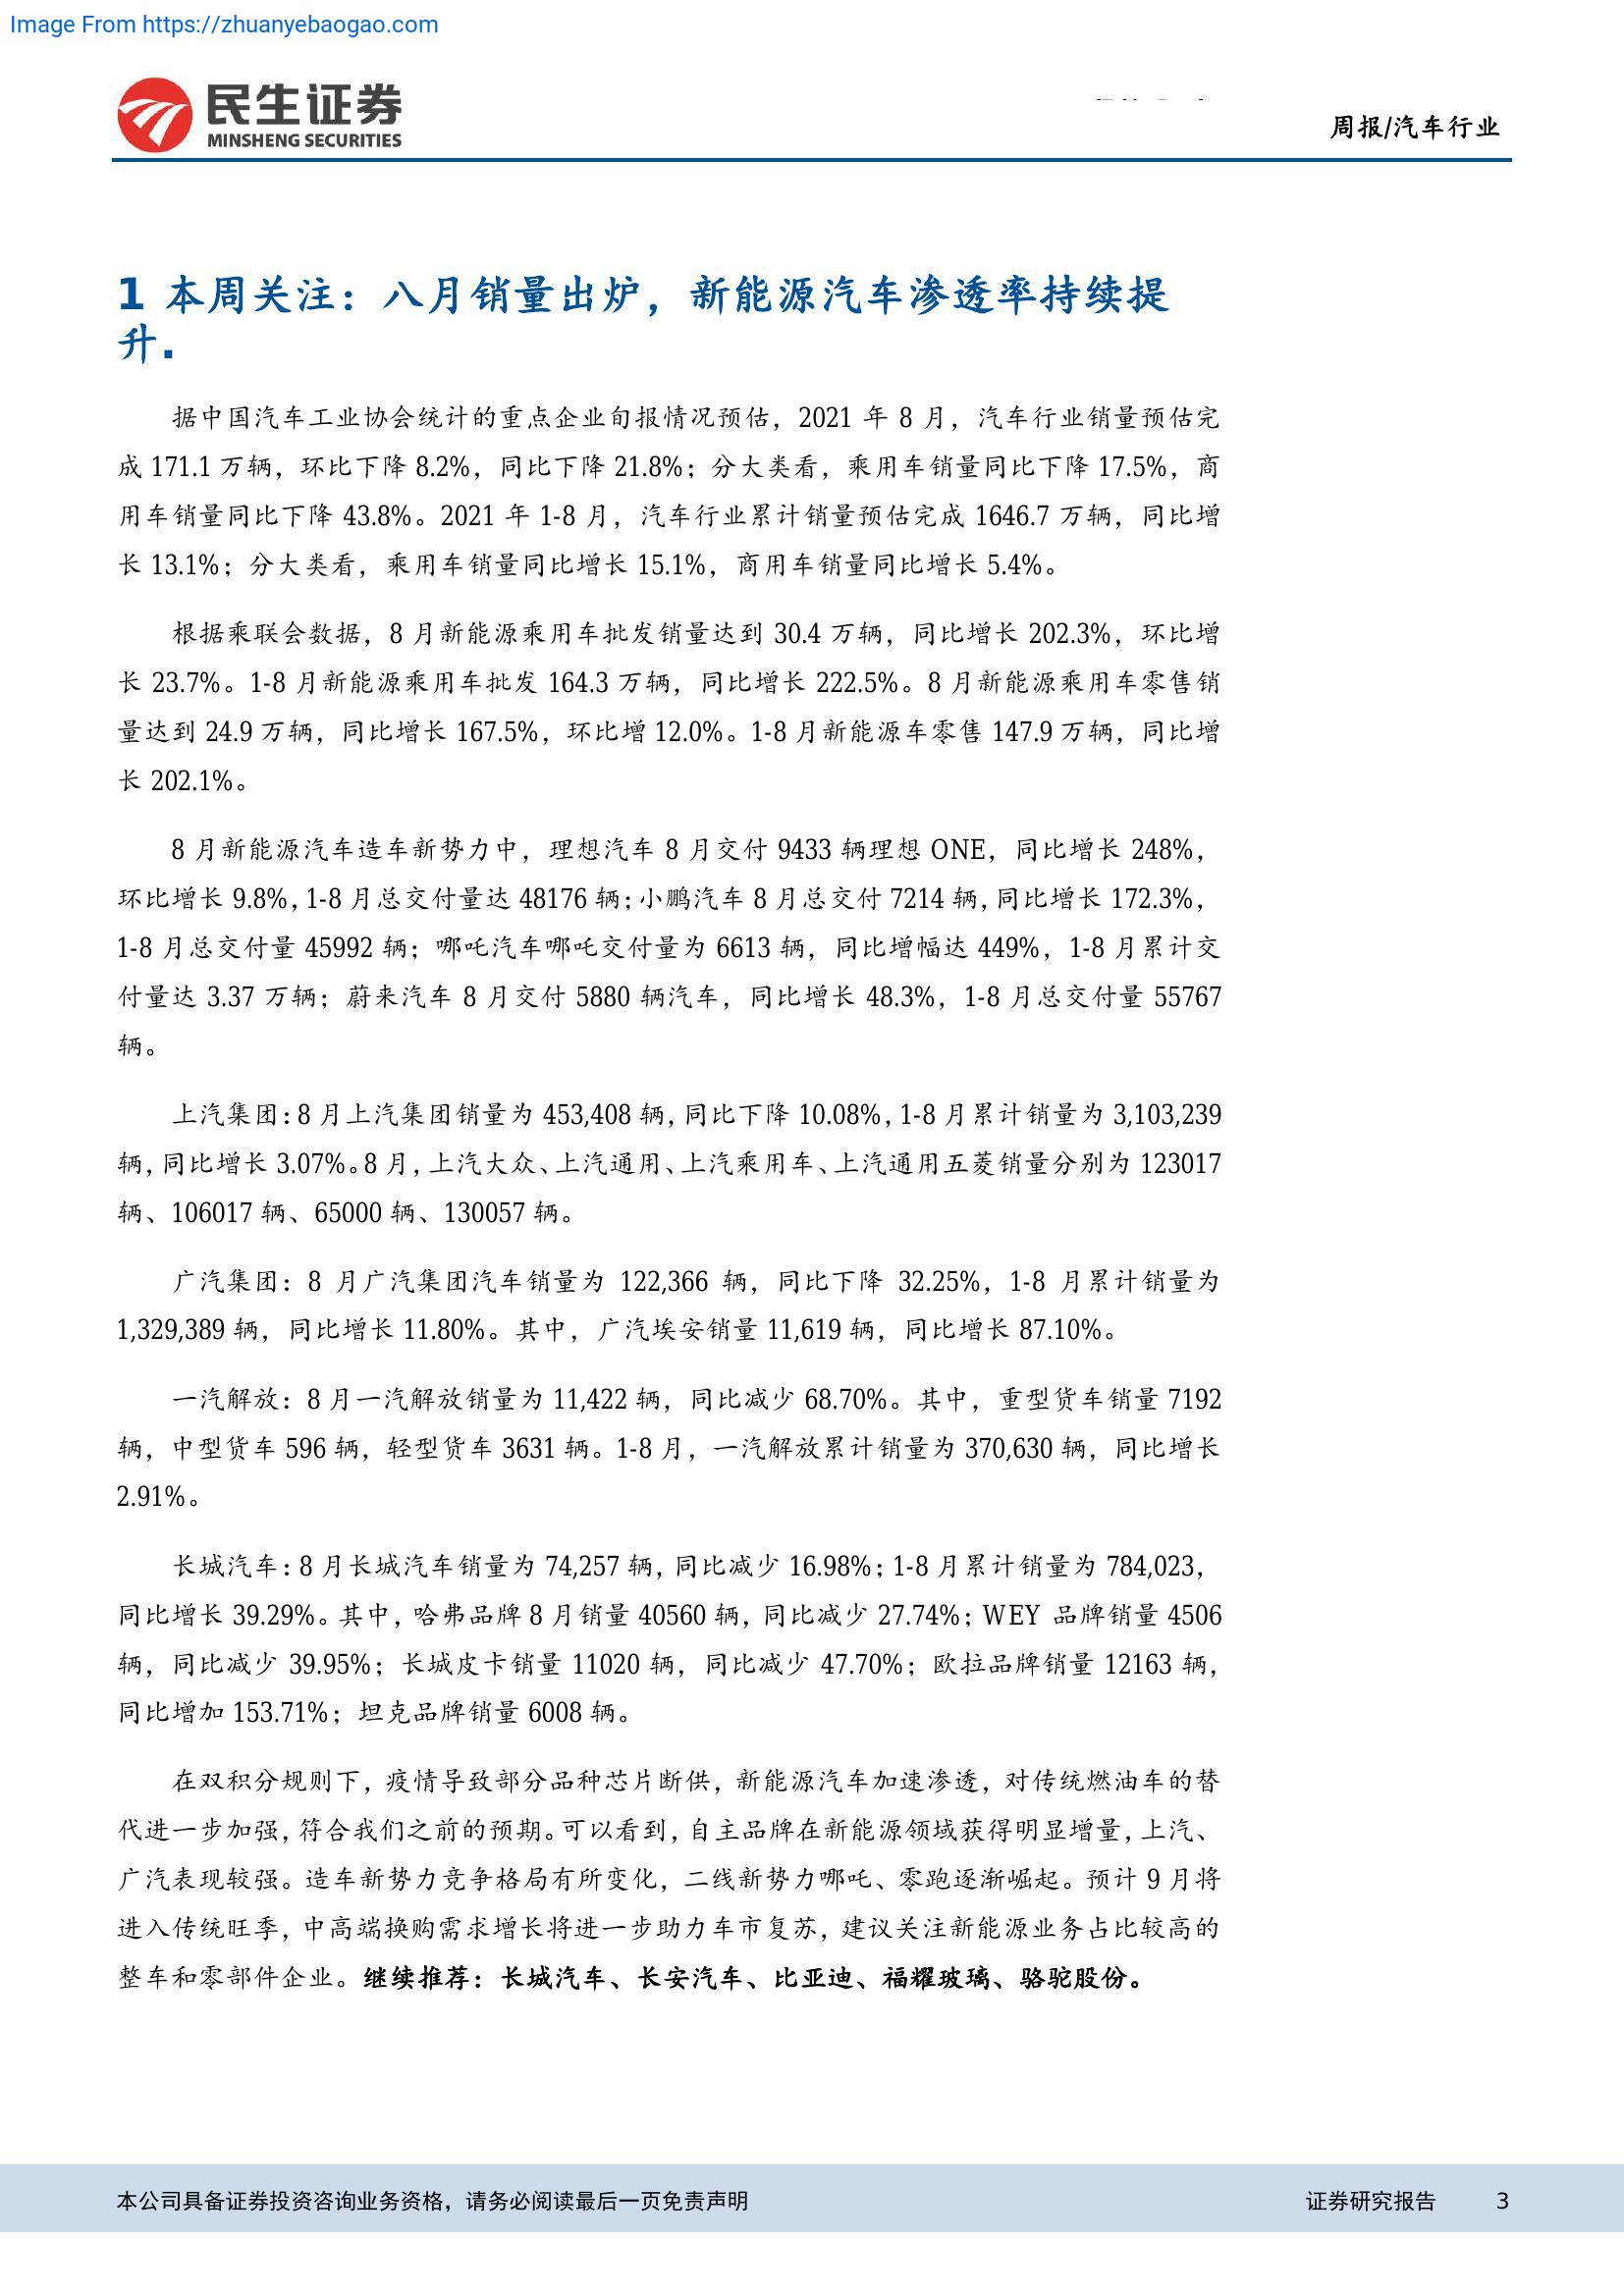 Image From https://zhuanyebaogao.com
民生证券
MINSHENG SECURITIES
周报/汽车行业
1 本周关注：八月销量出炉，新能源汽车渗透率持续提
升.
据中国汽车工业协会统计的重点企业旬报情况预估，2021 年 8 月，汽车行业销量预估完
成 171.1 万辆，环比下降 8.2%，同比下降 21.8%；分大类看，乘用车销量同比下降 17.5%，商
用车销量同比下降 43.8%。2021 年 1-8 月，汽车行业累计销量预估完成 1646.7 万辆，同比增
长 13.1%；分大类看，乘用车销量同比增长 15.1%，商用车销量同比增长 5.4%。
根据乘联会数据，8 月新能源乘用车批发销量达到 30.4 万辆，同比增长 202.3%，环比增
长 23.7%。1-8 月新能源乘用车批发 164.3 万辆，同比增长 222.5%。8 月新能源乘用车零售销
量达到 24.9 万辆，同比增长 167.5%，环比增 12.0%。1-8 月新能源车零售 147.9 万辆，同比增
长 202.1%。
8 月新能源汽车造车新势力中，理想汽车 8 月交付 9433 辆理想 ONE，同比增长 248%，
环比增长 9.8%，1-8 月总交付量达 48176 辆；小鹏汽车 8 月总交付 7214 辆，同比增长 172.3%，
1-8 月总交付量 45992 辆；哪吒汽车哪吒交付量为 6613 辆，同比增幅达 449%，1-8 月累计交
付量达 3.37 万辆；蔚来汽车 8 月交付 5880 辆汽车，同比增长 48.3%，1-8 月总交付量 55767
辆。
上汽集团：8 月上汽集团销量为 453,408 辆，同比下降 10.08%，1-8 月累计销量为 3,103,239
辆，同比增长 3.07%。8 月，上汽大众、上汽通用、上汽乘用车、上汽通用五菱销量分别为 123017
辆、106017 辆、65000 辆、130057 辆。
广汽集团：8 月广汽集团汽车销量为 122,366 辆，同比下降 32.25%，1-8 月累计销量为
1,329,389 辆，同比增长 11.80%。其中，广汽埃安销量 11,619 辆，同比增长 87.10%。
一汽解放：8 月一汽解放销量为 11,422 辆，同比减少 68.70%。其中，重型货车销量 7192
辆，中型货车 596 辆，轻型货车 3631 辆。1-8 月，一汽解放累计销量为 370,630 辆，同比增长
2.91%。
长城汽车：8 月长城汽车销量为 74,257 辆，同比减少 16.98%；1-8 月累计销量为 784,023，
同比增长 39.29%。其中，哈弗品牌 8 月销量 40560 辆，同比减少 27.74%；WEY 品牌销量 4506
辆，同比减少 39.95%；长城皮卡销量 11020 辆，同比减少 47.70%；欧拉品牌销量 12163 辆，
同比增加 153.71%；坦克品牌销量 6008 辆。
在双积分规则下，疫情导致部分品种芯片断供，新能源汽车加速渗透，对传统燃油车的替
代进一步加强，符合我们之前的预期。可以看到，自主品牌在新能源领域获得明显增量，上汽、
广汽表现较强。造车新势力竞争格局有所变化，二线新势力哪吒、零跑逐渐崛起。预计 9 月将
进入传统旺季，中高端换购需求增长将进一步助力车市复苏，建议关注新能源业务占比较高的
整车和零部件企业。继续推荐：长城汽车、长安汽车、比亚迪、福耀玻璃、骆驼股份。
本公司具备证券投资咨询业务资格，请务必阅读最后一页免责声明
证券研究报告 3